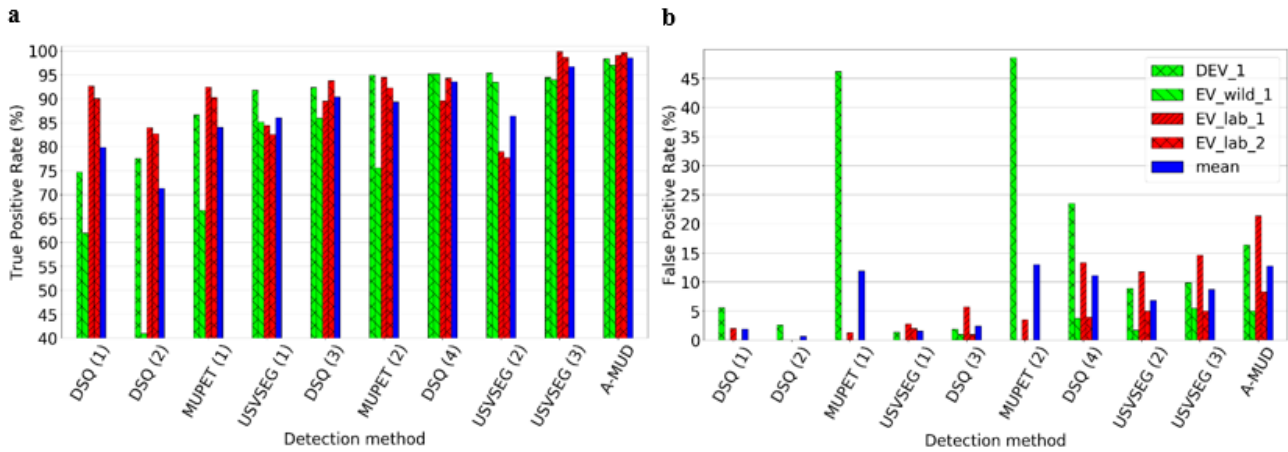 a
True Positive Rate (%)
100
95
90
85
80
75
70
65
60
55
50
45
40
DSQ (1)
DSQ (2)
MUPET (1)
USVSEG (1)
DSQ (3)
MUPET (2)
DSQ (4)
USVSEG (2)
USVSEG (3)
A-MUD
Detection method
b
False Positive Rate (%)
45
40
35
30
25
20
15
10
5
0
DEV_1
EV_wild_1
EV_lab_1
EV_lab_2
mean
DSQ (1)
DSQ (2)
MUPET (1)
USVSEG (1)
DSQ (3)
MUPET (2)
DSQ (4)
USVSEG (2)
USVSEG (3)
A-MUD
Detection method